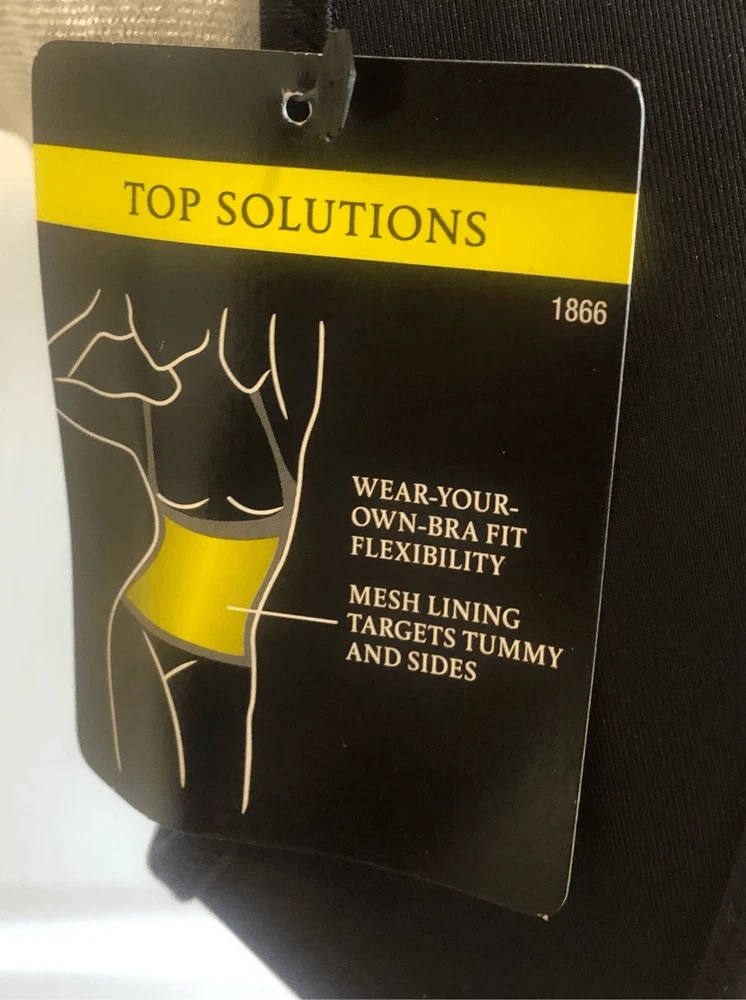 TOP SOLUTIONS
1866
WEAR-YOUR-
OWN-BRA FIT
FLEXIBILITY
MESH LINING
TARGETS TUMMY
AND SIDES